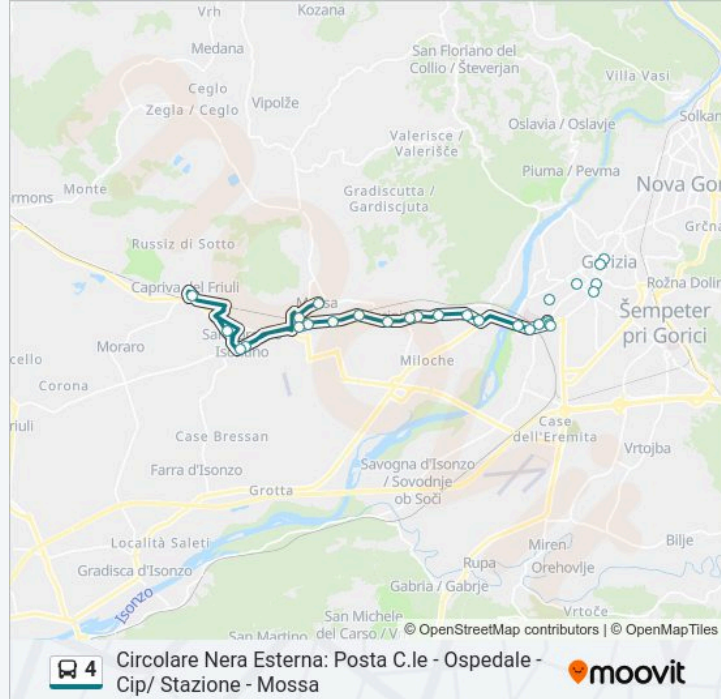 Vrh
Kozana
Medana
San Floriano del
Collio / Števerjan
Ceglo
Zegla / Ceglo
Vipolže
Villa Vasi
Oslavia / Oslavje
Solkan
Valerisce /
Valerišče
Piuma / Pevma
Monte
Gradiscutta /
Gardiscjuta
Nova Gor
rmons
Grčna
Russiz di Sotto
Gorizia
Capriva del Friuli
Mossa
Rožna Dolin
Šempeter
pri Gorici
Moraro
San
Isontino
cello
Corona
Miloche
Case Bressan
Case
dell'Eremita
riuli
Vrtojba
Farra d'Isonzo
Savogna d'Isonzo
/ Sovodnje
ob Soči
Grotta
Località Saleti
Miren
Bilje
Gradisca d'Isonzo
Rupa
Orehovlje
Isonzo
Gabria / Gabrje
Vrtoče
San Michele
del Carso / V
San Martino
© OpenStreetMap contributors | © OpenMapTiles
4
Circolare Nera Esterna: Posta C.le - Ospedale -
Cip/ Stazione - Mossa
moovit